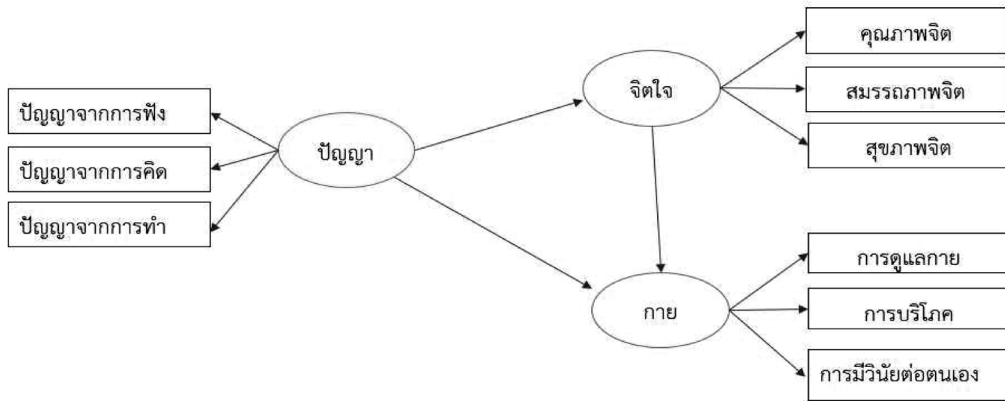 คุณภาพจิต
จิตใจ
สมรรถภาพจิต
ปัญญาจากการฟัง
สุขภาพจิต
ปัญญา
ปัญญาจากการคิด
ปัญญาจากการทำ
การดูแลกาย
กาย
การบริโภค
การมีวินัยต่อตนเอง